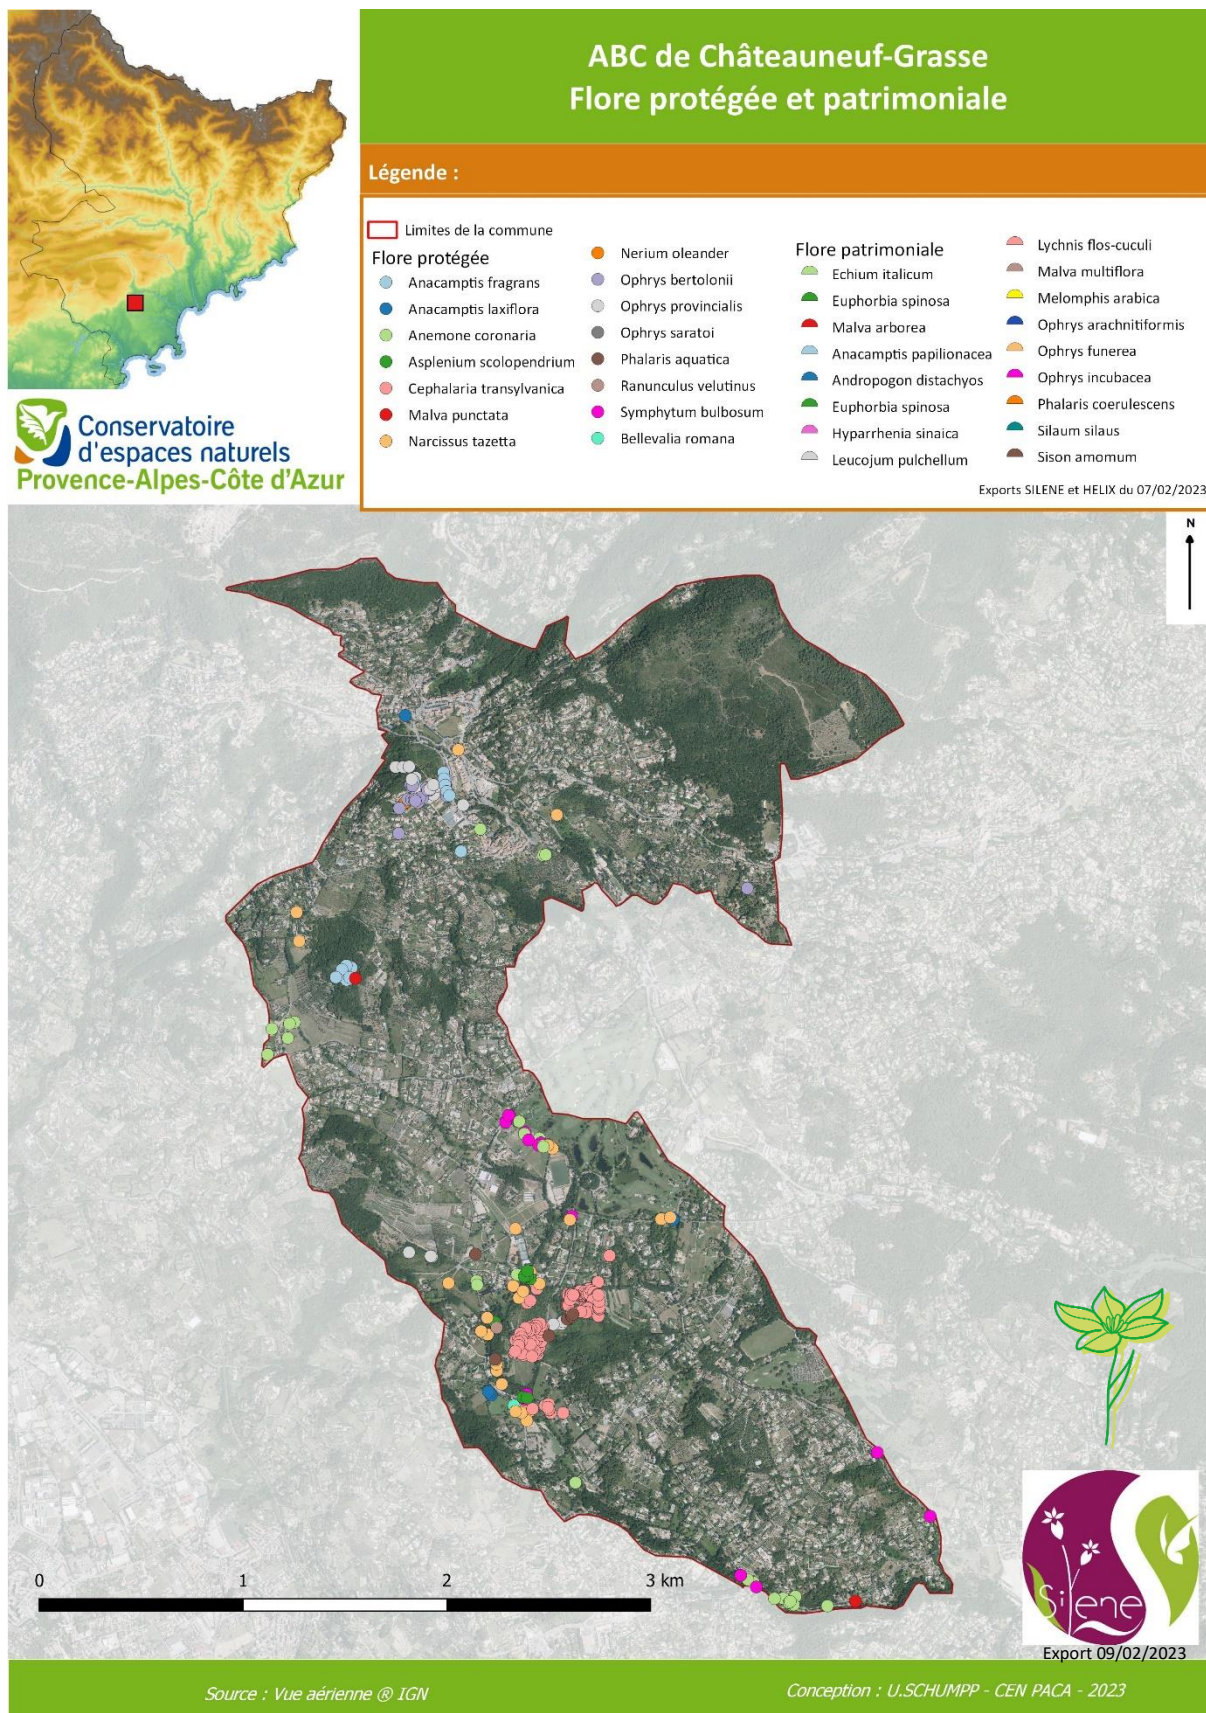 ABC de Châteauneuf-Grasse
Flore protégée et patrimoniale
Légende :
Limites de la commune
Flore protégée
Anacamptis fragrans
Anacamptis laxiflora
Anemone coronaria
Asplenium scolopendrium
Cephalaria transylvanica
Malva punctata
Narcissus tazetta
Nerium oleander
Ophrys bertolonii
Ophrys provincialis
Ophrys saratoi
Phalaris aquatica
Ranunculus velutinus
Symphytum bulbosum
Bellevalia romana
Flore patrimoniale
Echium italicum
Euphorbia spinosa
Malva arborea
Anacamptis papilionacea
Andropogon distachyos
Euphorbia spinosa
Hyparrhenia sinaica
Leucojum pulchellum
Lychnis flos-cuculi
Malva multiflora
Melomphis arabica
Ophrys arachnitiformis
Ophrys funerea
Ophrys incubacea
Phalaris coerulescens
Silaum silaus
Sison amomum
Exports SILENE et HELIX du 07/02/2023
Conservatoire
d'espaces naturels
Provence-Alpes-Côte d'Azur
N
0 1 2 3 km
Silene
Export 09/02/2023
Source : Vue aérienne ® IGN
Conception : U.SCHUMPP - CEN PACA - 2023